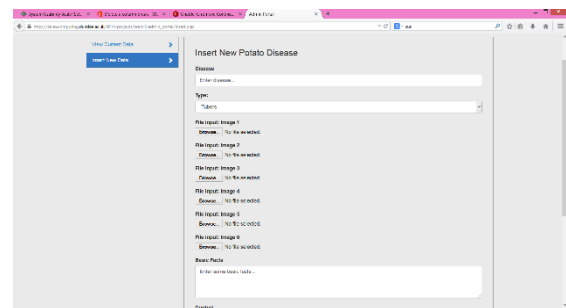 Admin Portal
View Current Data
Insert New Data
Insert New Potato Disease
Disease
Enter disease...
Type:
Tubers
File input: Image 1
Browse... No file selected.
File input: Image 2
Browse... No file selected.
File input: Image 3
Browse... No file selected.
File input: Image 4
Browse... No file selected.
File input: Image 5
Browse... No file selected.
File input: Image 6
Browse... No file selected.
Basic Facts
Enter some basic facts...
Control